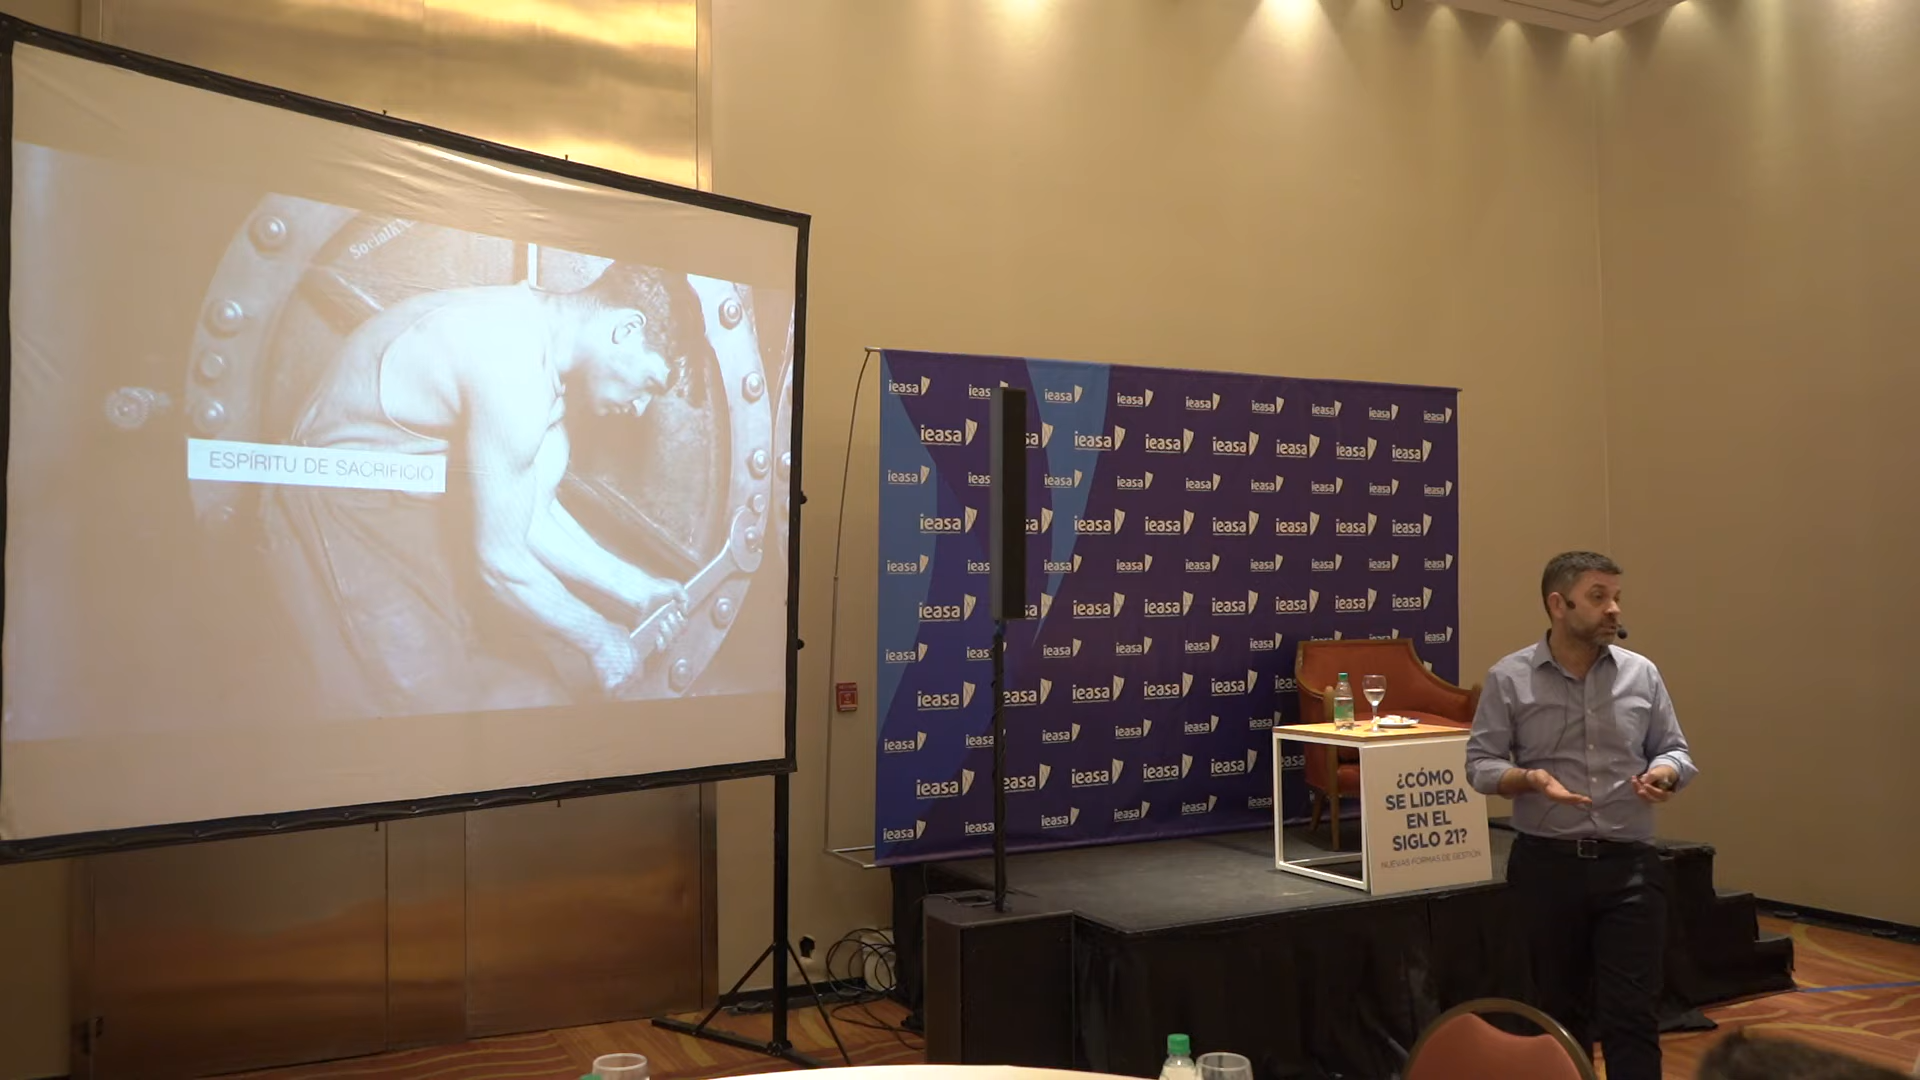 ESPÍRITU DE SACRIFICIO
ieasa
¿CÓMO
SE LIDERA
EN EL
SIGLO 21?
NUEVAS FORMAS DE GESTIÓN